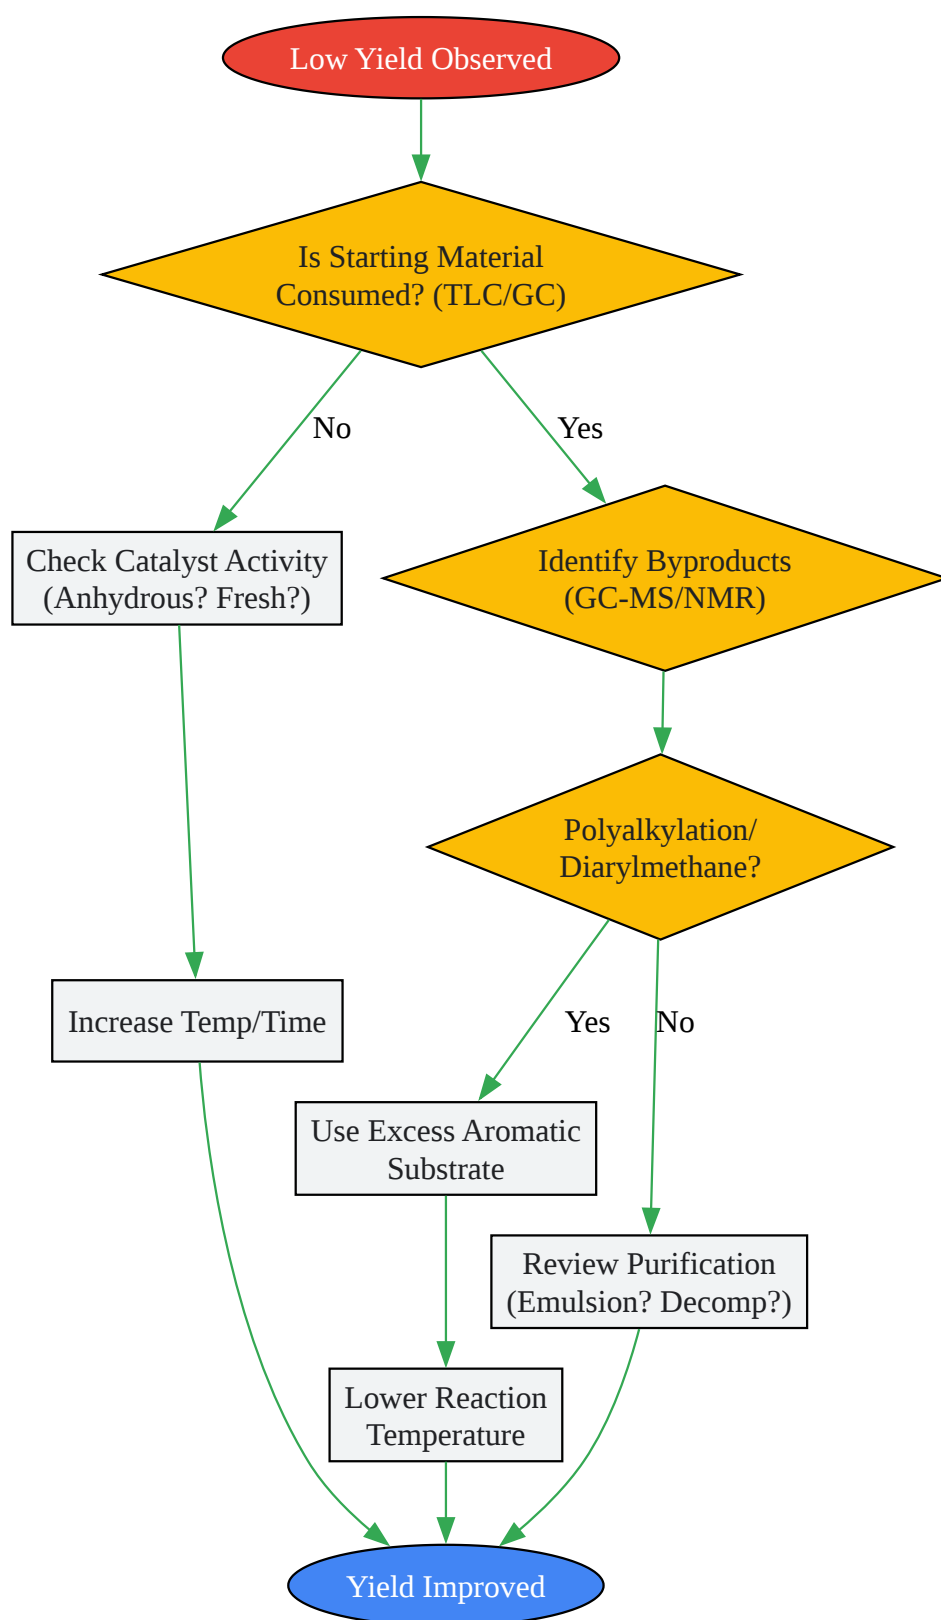 Low Yield Observed
Is Starting Material
Consumed? (TLC/GC)
No
Yes
Check Catalyst Activity
(Anhydrous? Fresh?)
Identify Byproducts
(GC-MS/NMR)
Polyalkylation/
Diarylmethane?
Increase Temp/Time
Yes
No
Use Excess Aromatic
Substrate
Review Purification
(Emulsion? Decomp?)
Lower Reaction
Temperature
Yield Improved